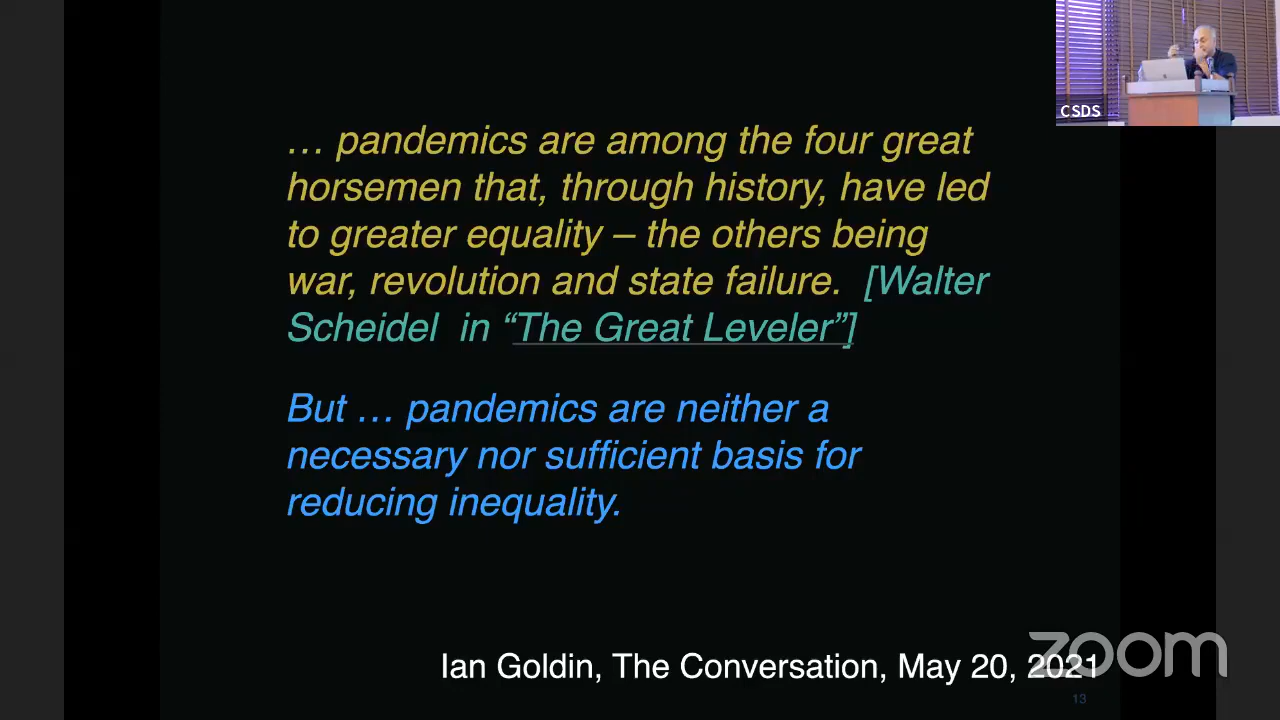 CSDS
… pandemics are among the four great
horsemen that, through history, have led
to greater equality – the others being
war, revolution and state failure. [Walter
Scheidel in “The Great Leveler”]
But … pandemics are neither a
necessary nor sufficient basis for
reducing inequality.
Ian Goldin, The Conversation, May 20, 2021
zoom
13